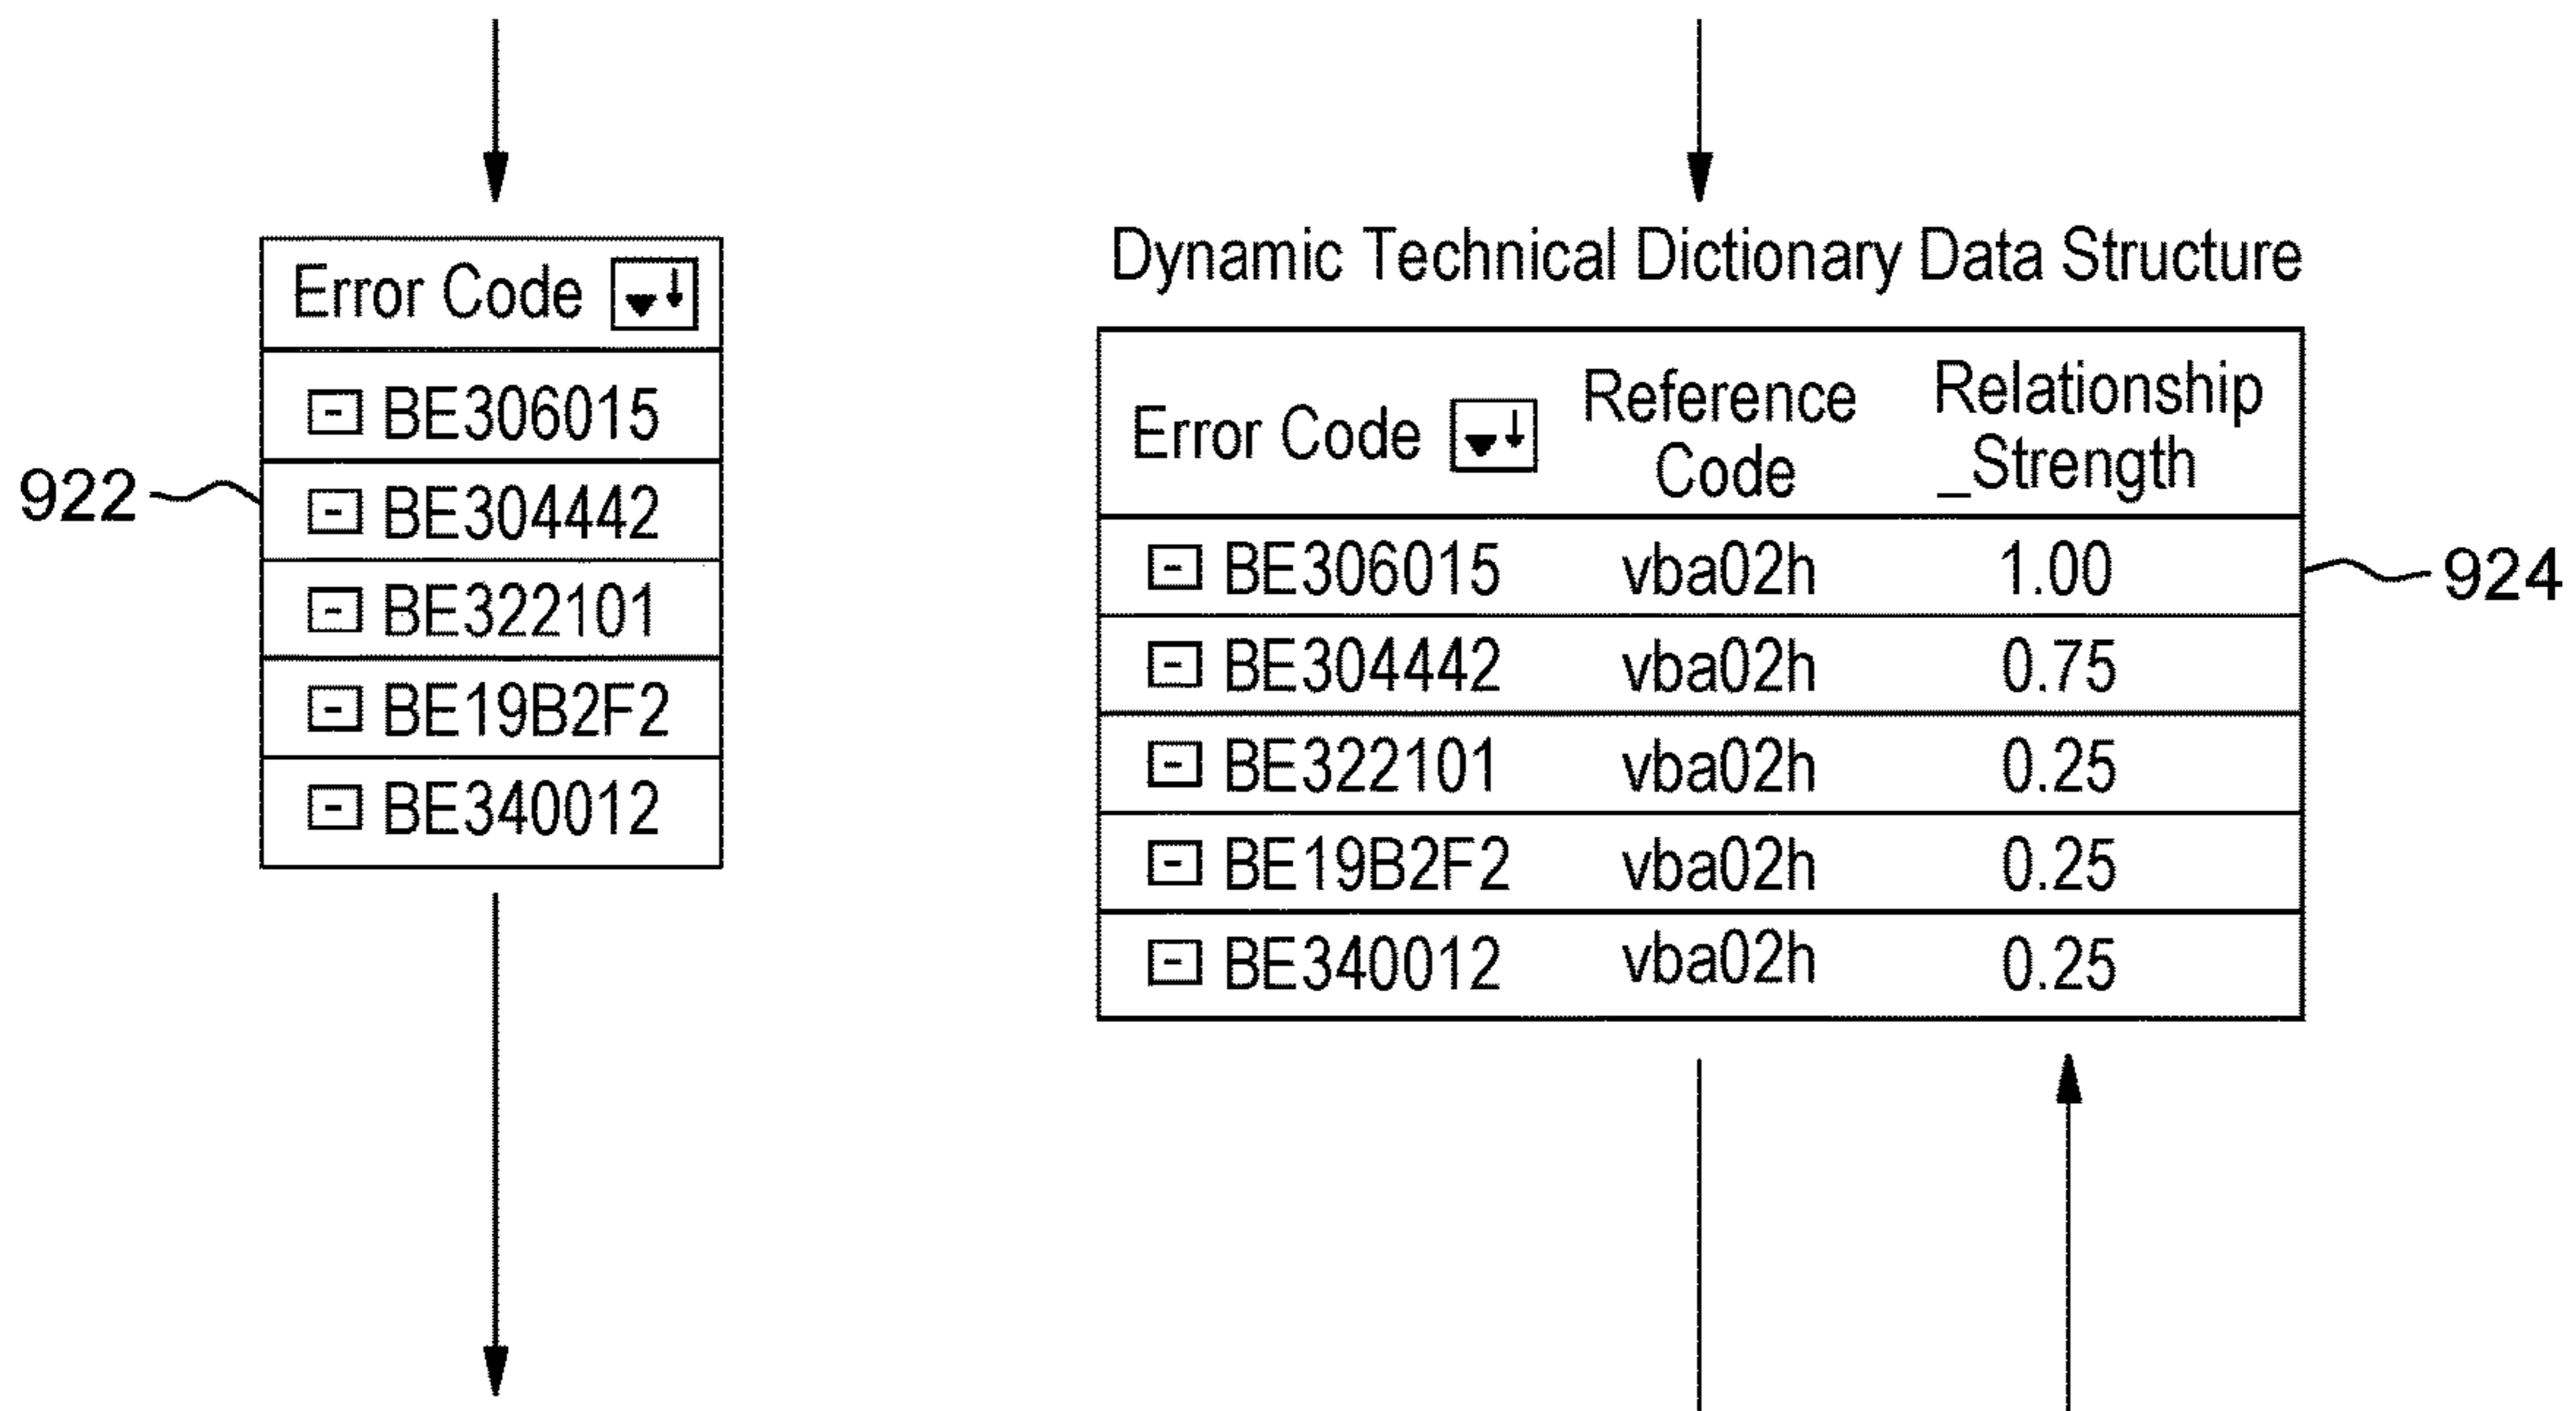 Error Code
BE306015
BE304442
BE322101
BE19B2F2
BE340012
922
Dynamic Technical Dictionary Data Structure
Error Code Reference Code Relationship _Strength
BE306015 vba02h 1.00
BE304442 vba02h 0.75
BE322101 vba02h 0.25
BE19B2F2 vba02h 0.25
BE340012 vba02h 0.25
924